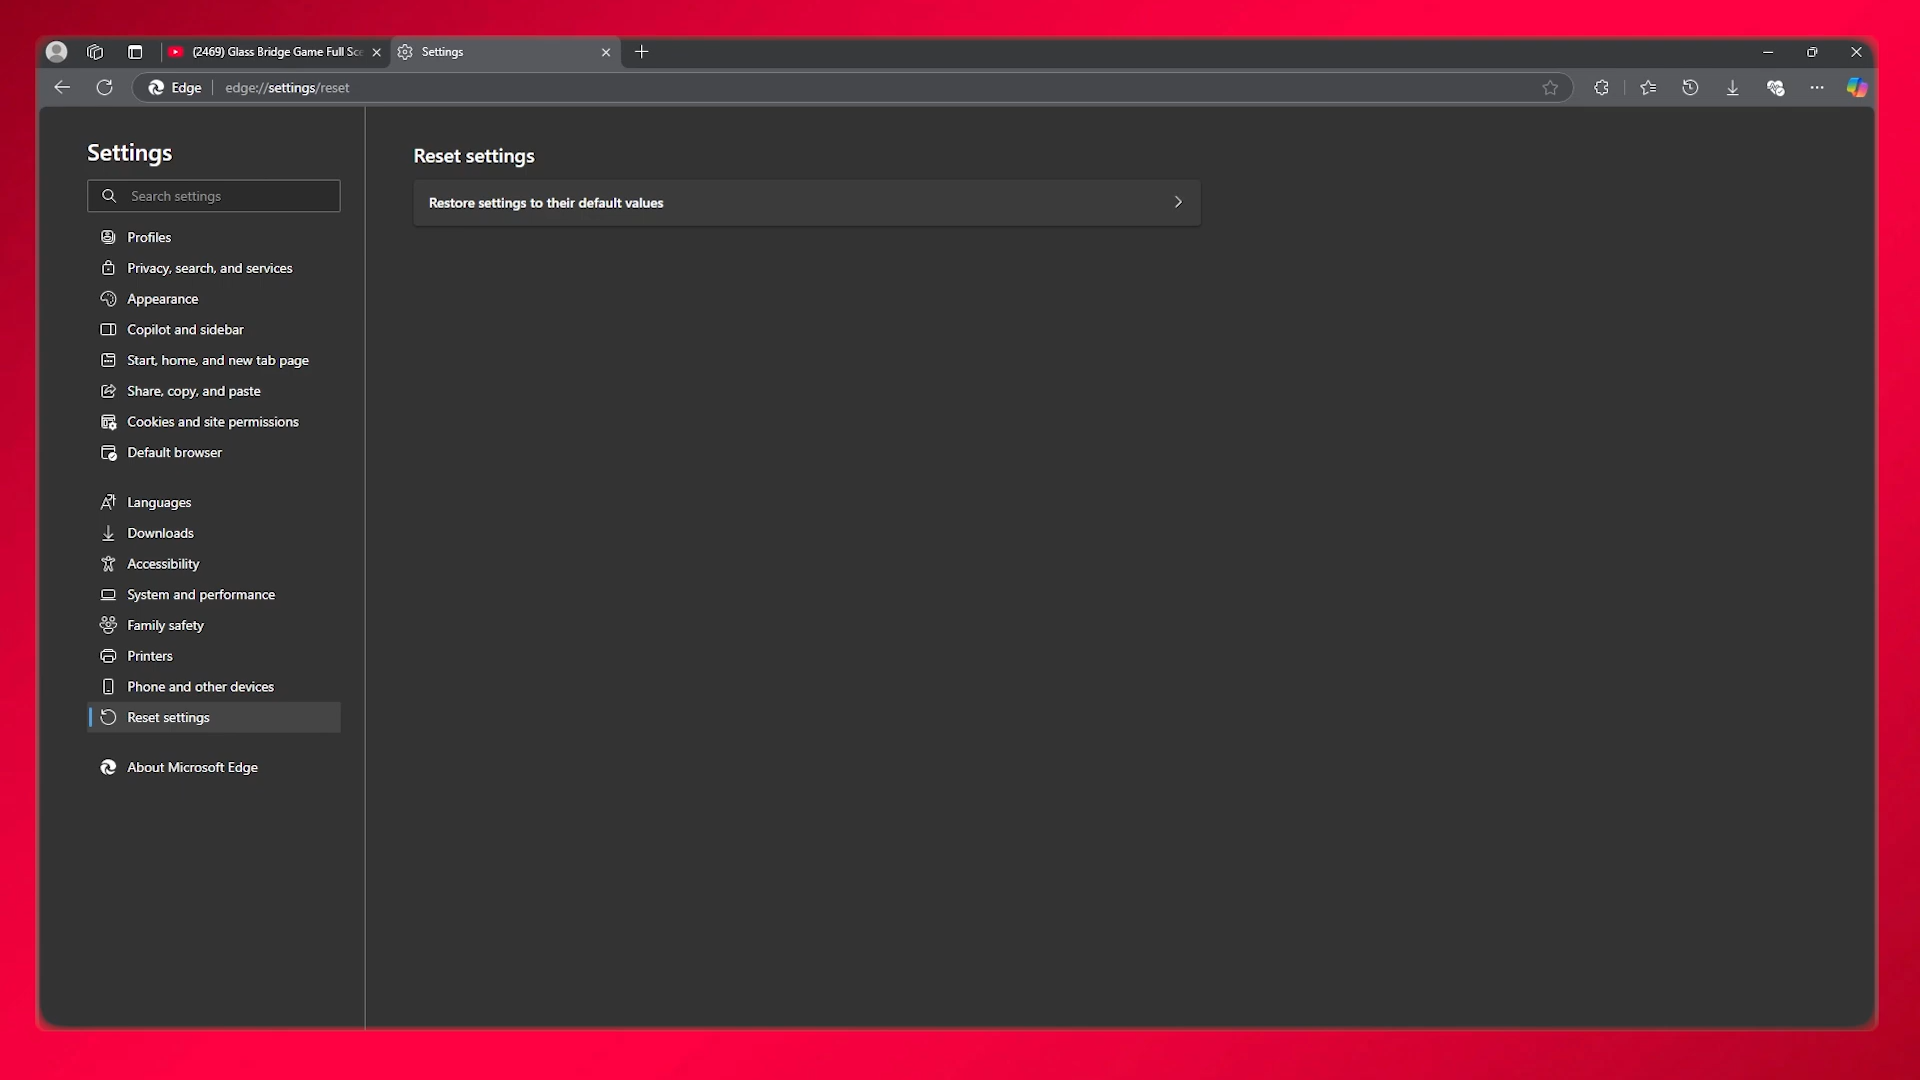 (2469) Glass Bridge Game Full Sce
Settings
Edge
edge://settings/reset
Settings
Search settings
Profiles
Privacy, search, and services
Appearance
Copilot and sidebar
Start, home, and new tab page
Share, copy, and paste
Cookies and site permissions
Default browser
Languages
Downloads
Accessibility
System and performance
Family safety
Printers
Phone and other devices
Reset settings
About Microsoft Edge
Reset settings
Restore settings to their default values